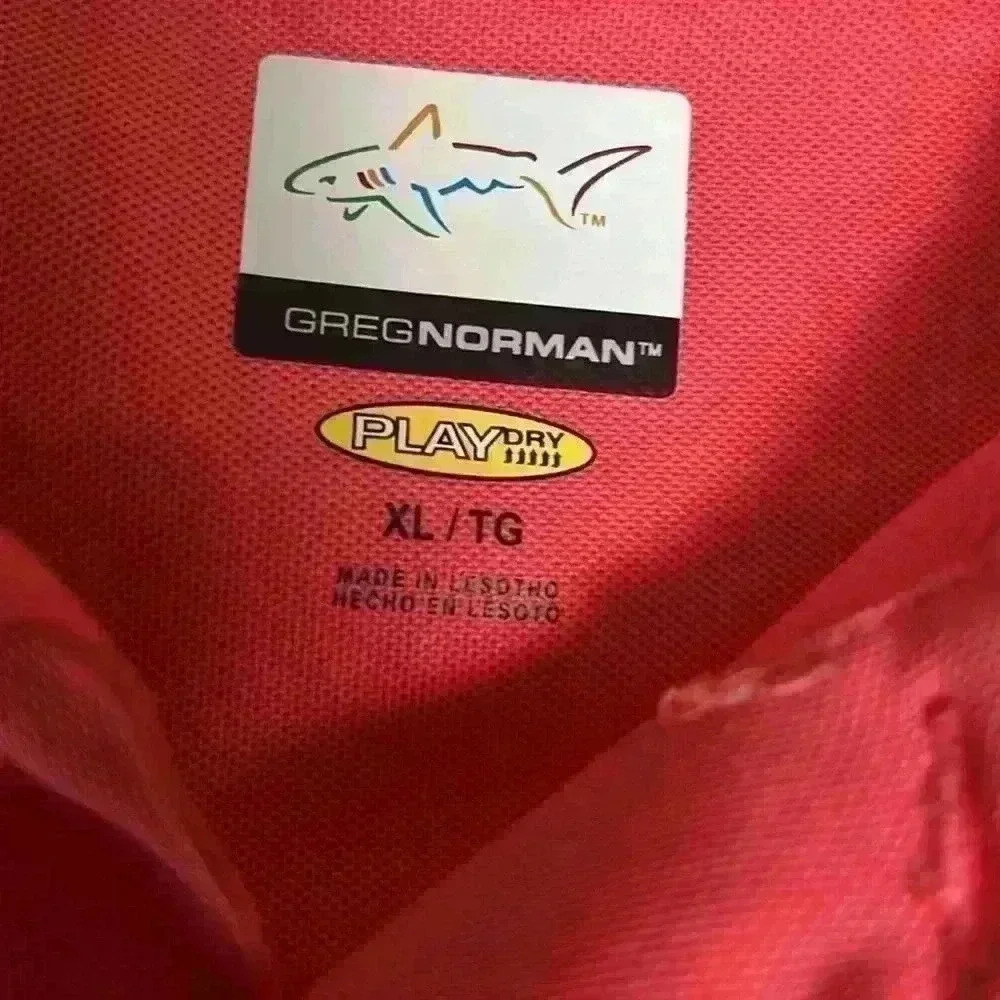 TM
GREGNORMAN™
PLAYDRY
XL / TG
MADE IN LESOTHO
HECHO EN LESOTO